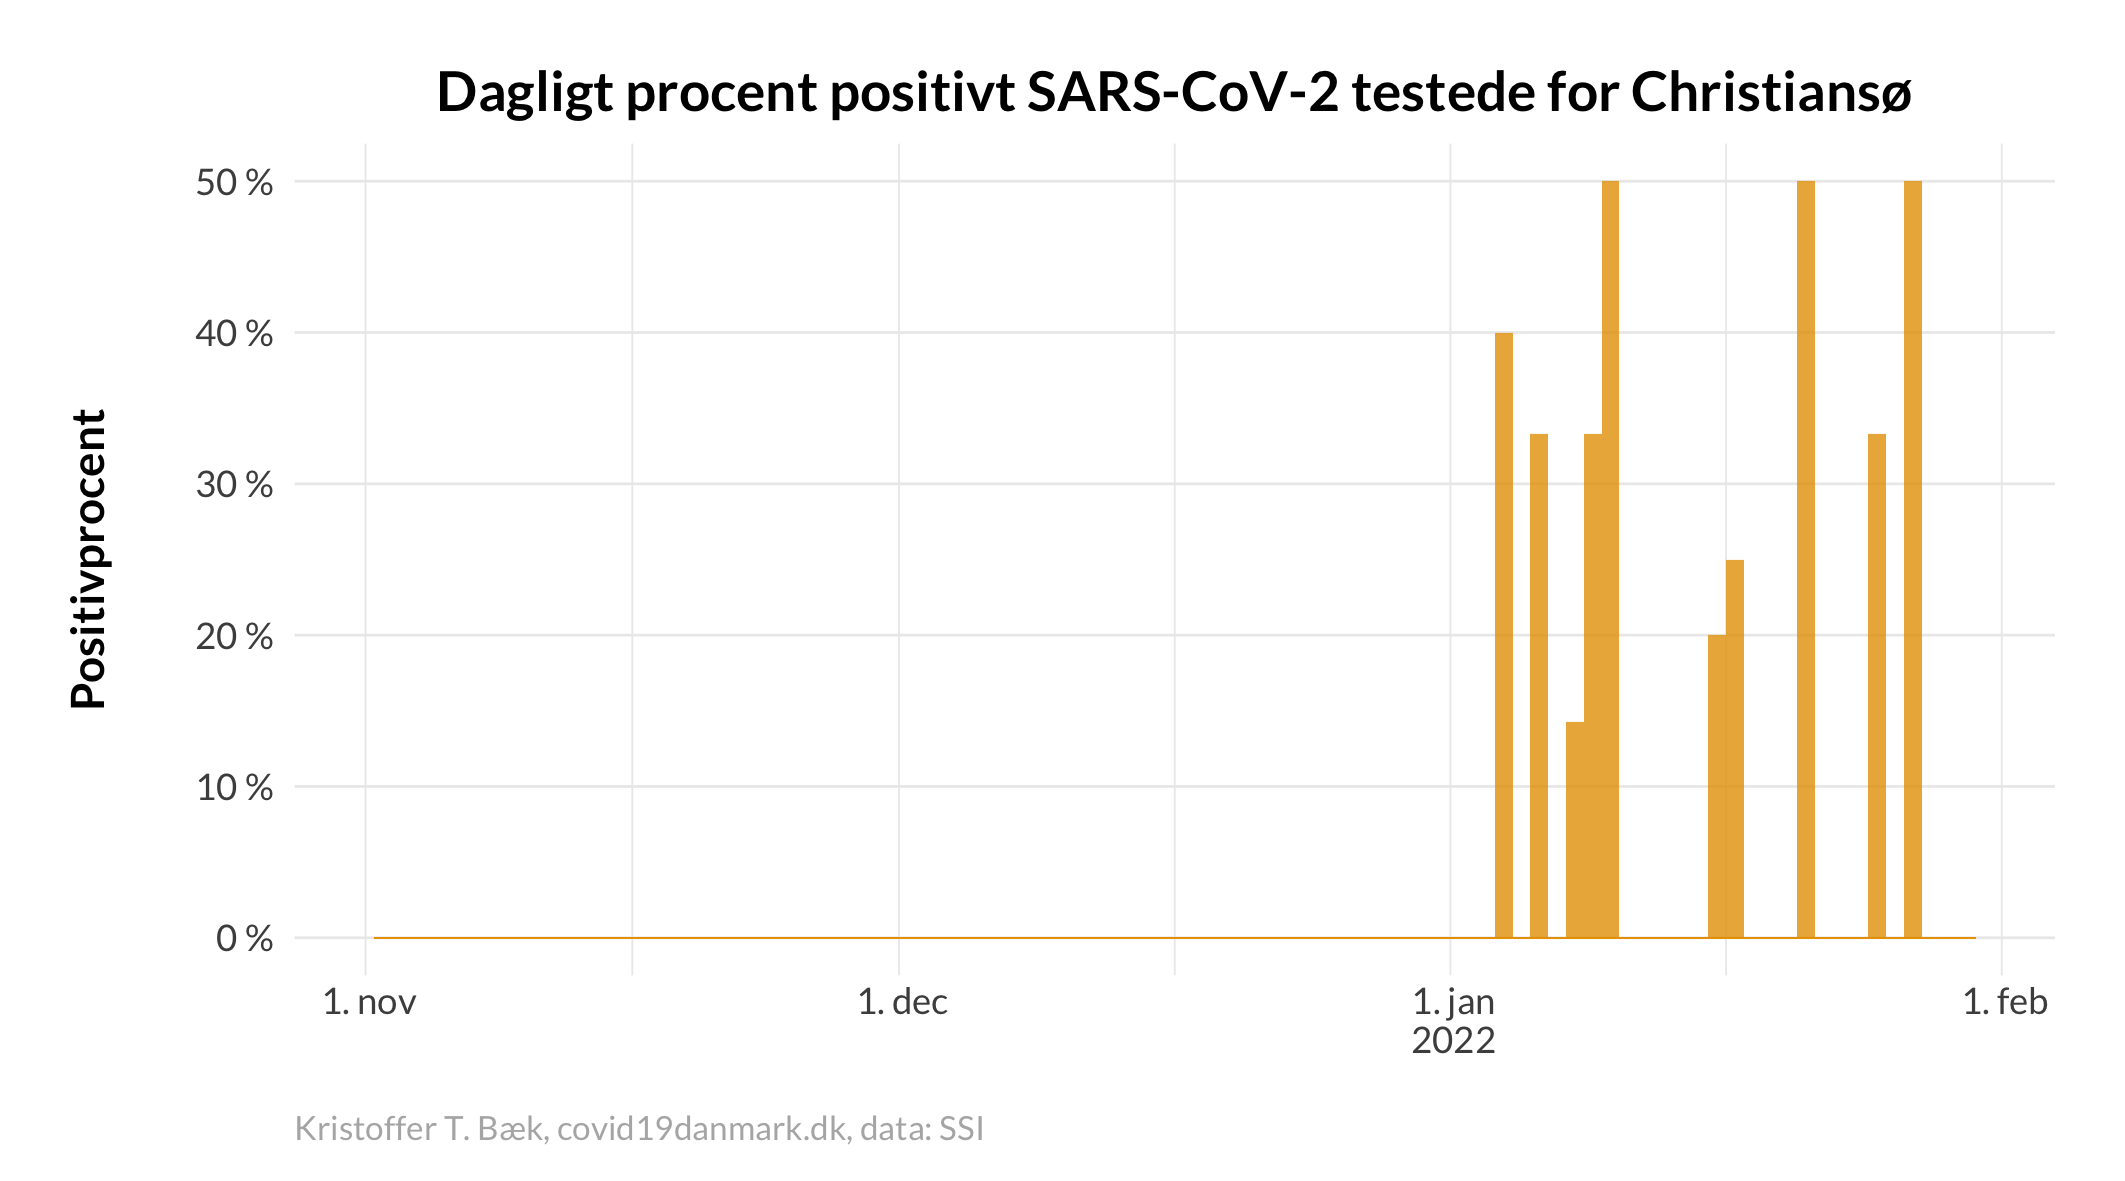 Dagligt procent positivt SARS-CoV-2 testede for Christiansø
Positivprocent
50 %
40 %
30 %
20 %
10 %
0 %
1. nov
1. dec
1. jan
2022
1. feb
Kristoffer T. Bæk, covid19danmark.dk, data: SSI